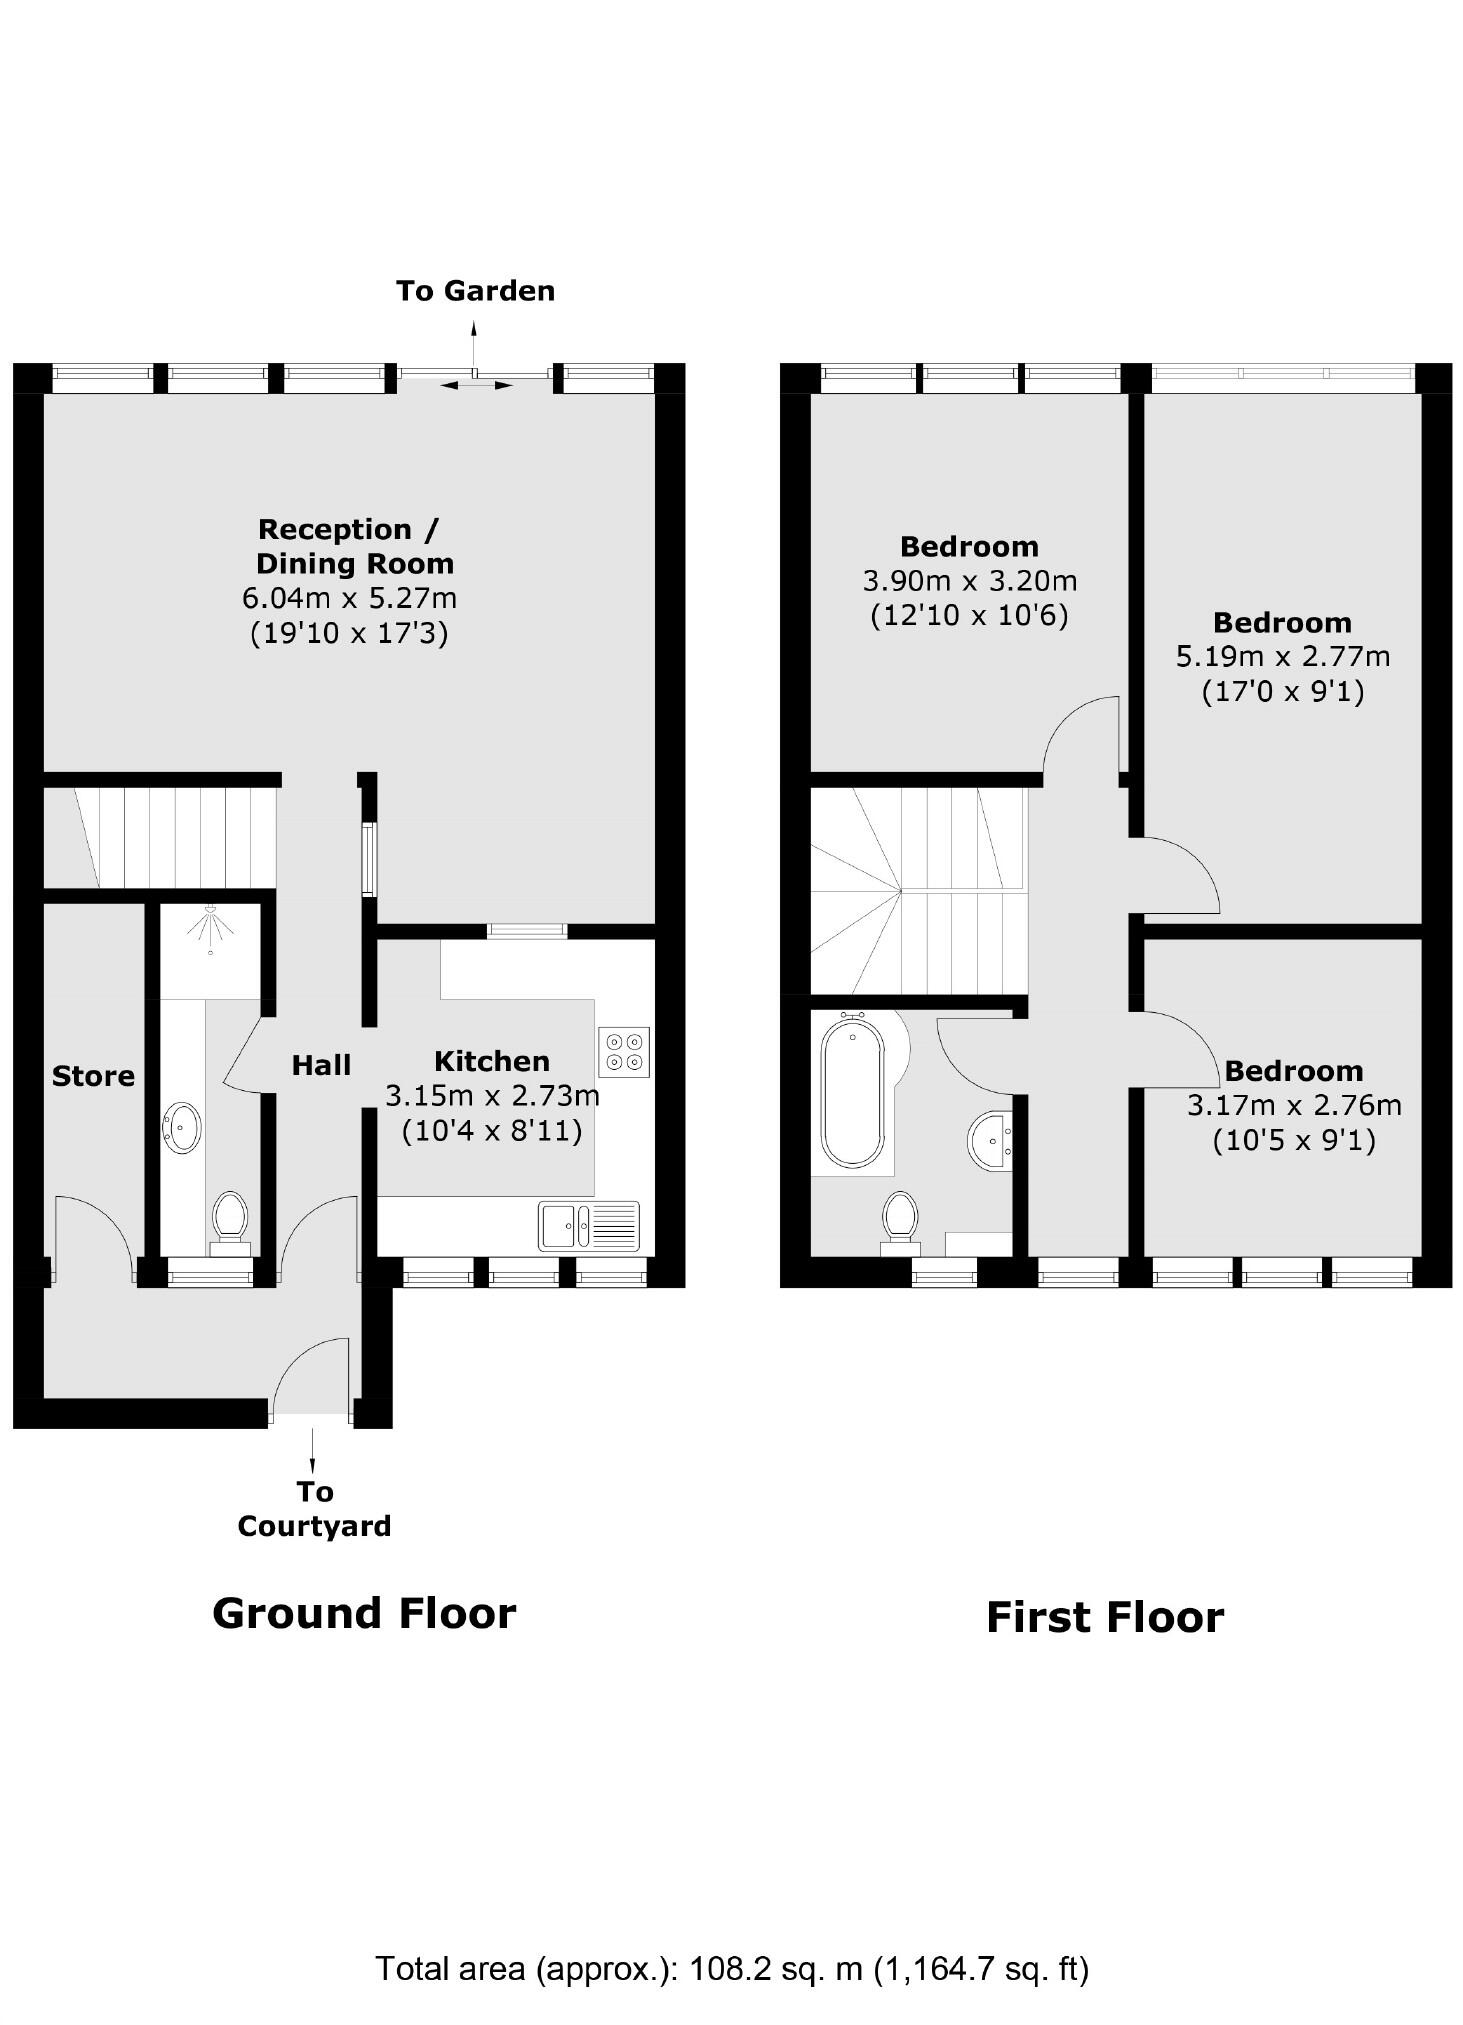 To Garden
Reception /
Dining Room
6.04m x 5.27m
(19'10 x 17'3)
Store
Hall
Kitchen
3.15m x 2.73m
(10'4 x 8'11)
To
Courtyard
Ground Floor
Bedroom
3.90m x 3.20m
(12'10 x 10'6)
Bedroom
5.19m x 2.77m
(17'0 x 9'1)
Bedroom
3.17m x 2.76m
(10'5 x 9'1)
First Floor
Total area (approx.): 108.2 sq. m (1,164.7 sq. ft)